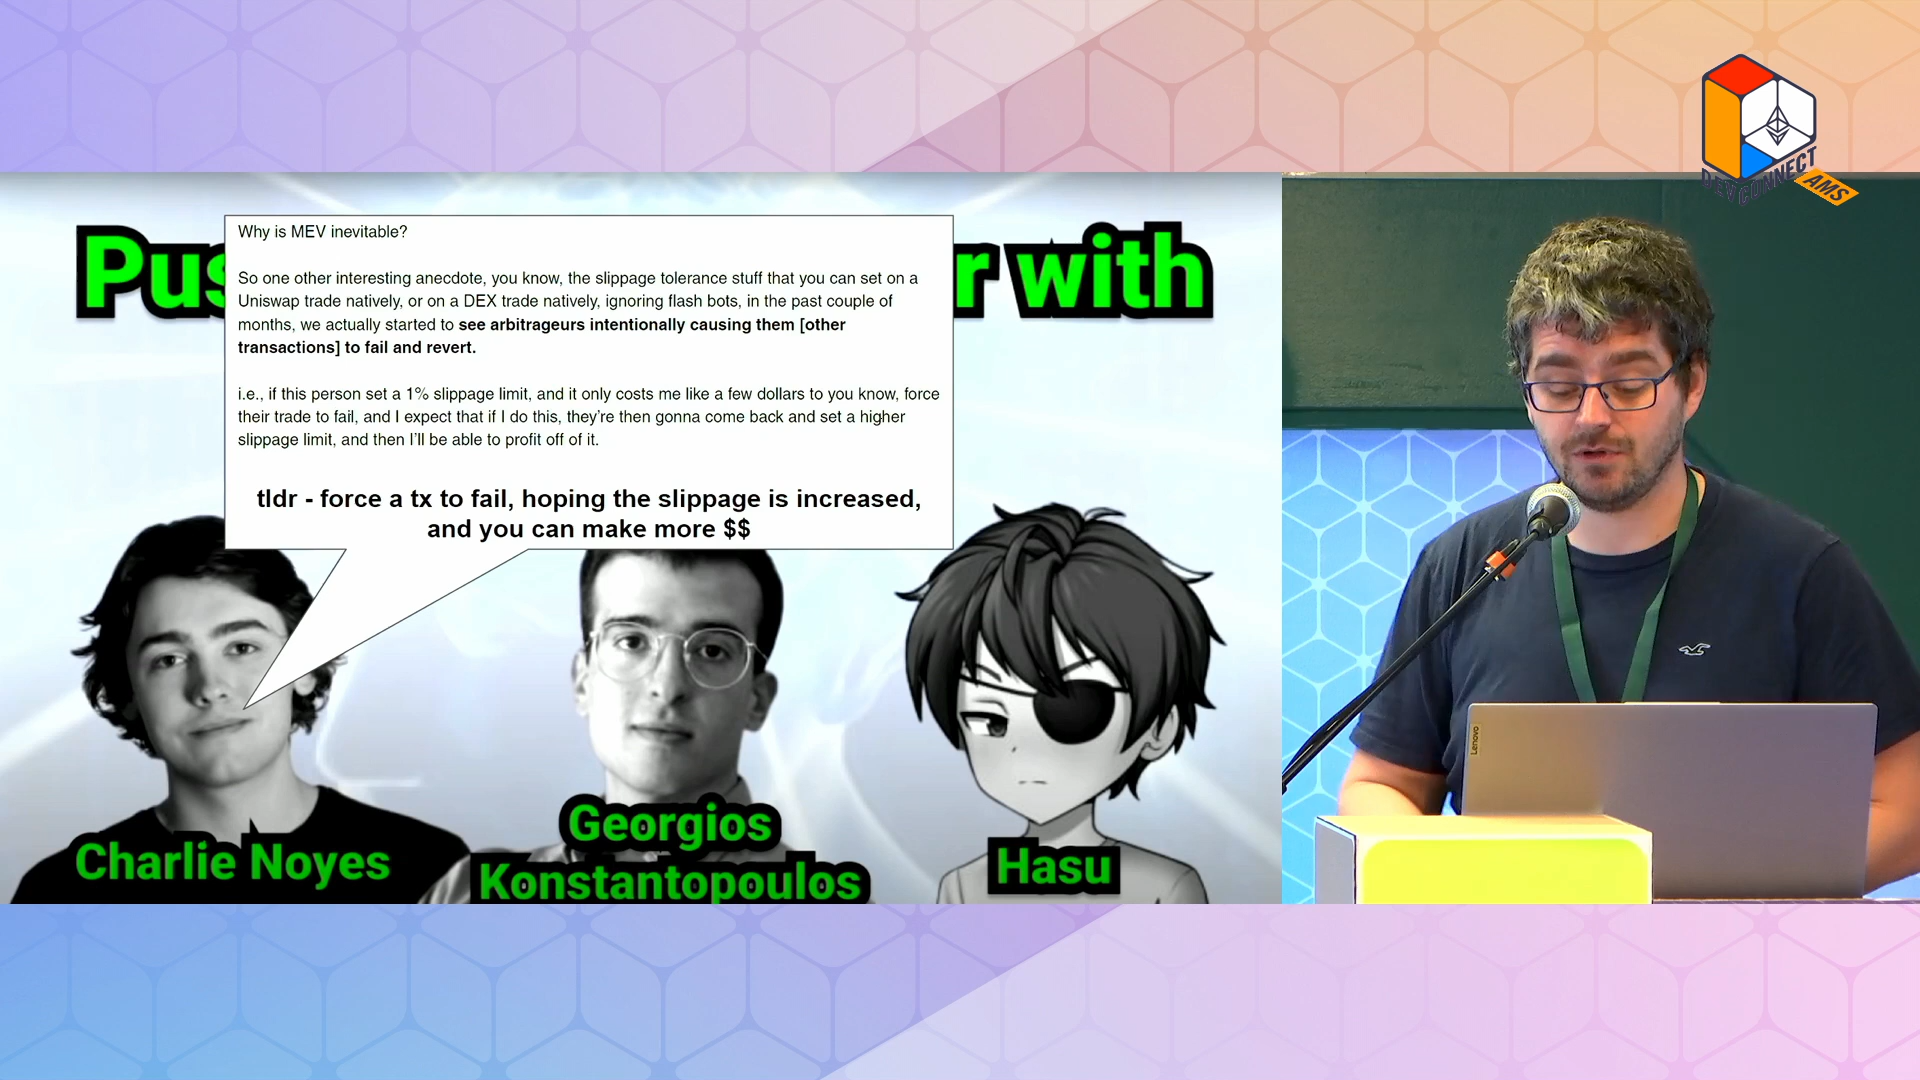 DEVCONNECT
AMS
Pus
r with
Why is MEV inevitable?
So one other interesting anecdote, you know, the slippage tolerance stuff that you can set on a
Uniswap trade natively, or on a DEX trade natively, ignoring flash bots, in the past couple of
months, we actually started to see arbitrageurs intentionally causing them [other
transactions] to fail and revert.
i.e., if this person set a 1% slippage limit, and it only costs me like a few dollars to you know, force
their trade to fail, and I expect that if I do this, they're then gonna come back and set a higher
slippage limit, and then I'll be able to profit off of it.
tldr - force a tx to fail, hoping the slippage is increased,
and you can make more $$
Charlie Noyes
Georgios
Konstantopoulos
Hasu
Lenovo